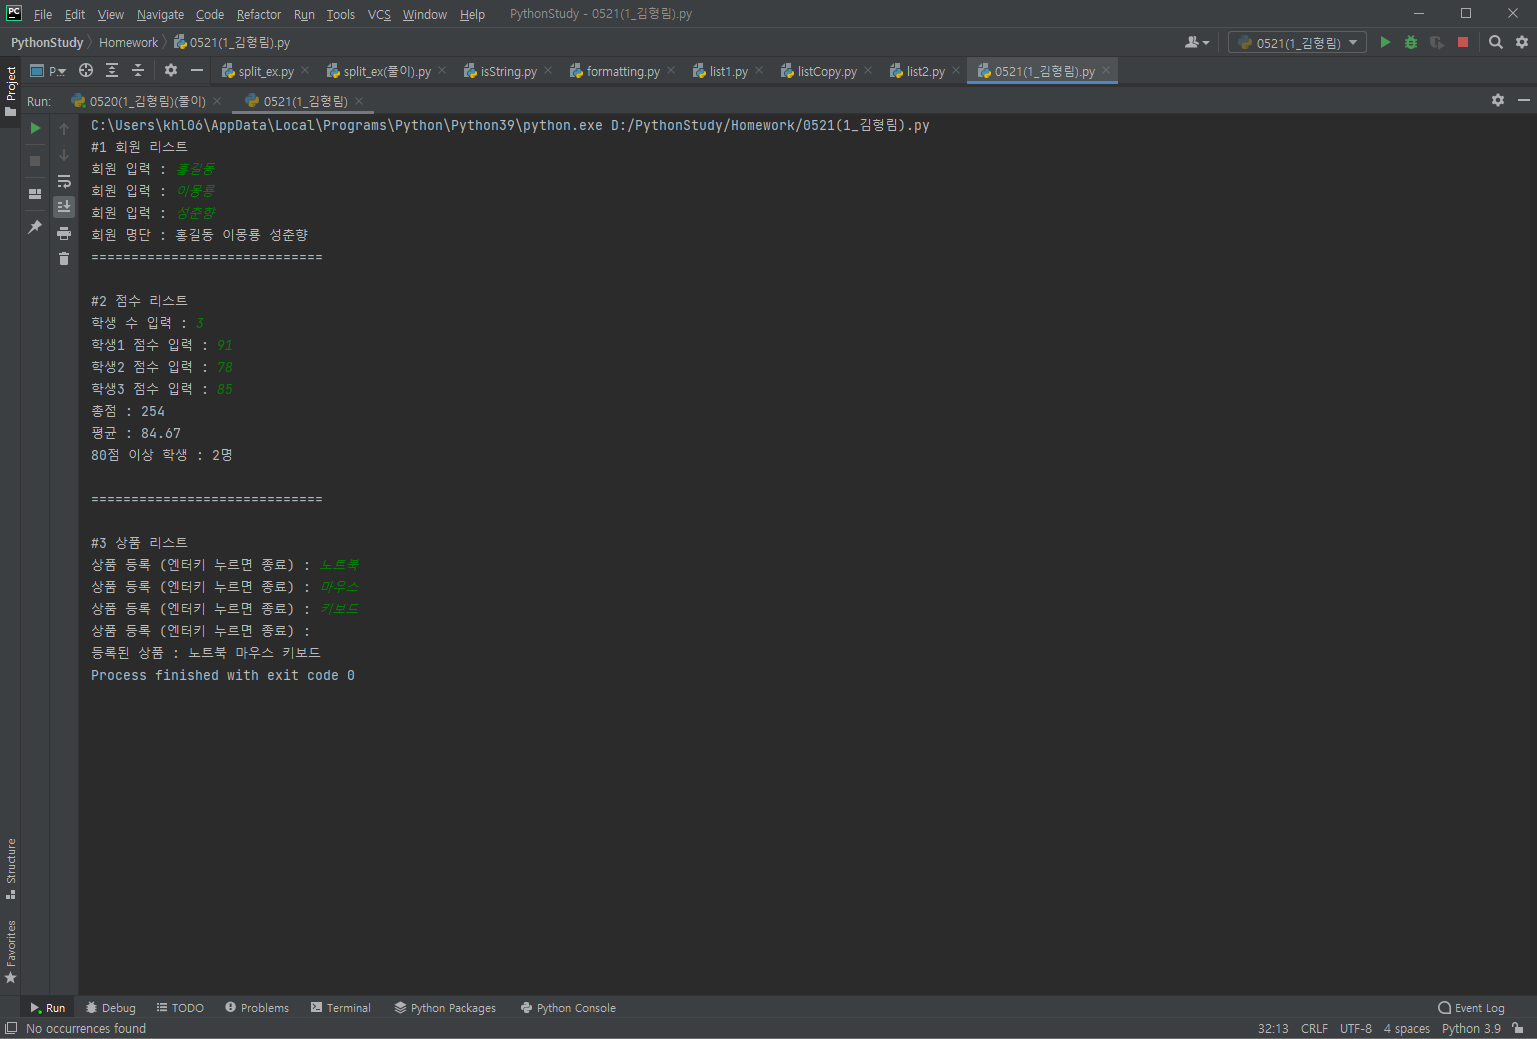 PC File Edit View Navigate Code Refactor Run Tools VCS Window Help PythonStudy - 0521(1_김형림).py
PythonStudy Homework 0521(1_김형림).py 0521(1_김형림)
Project P... split_ex.py split_ex(풀이).py isString.py formatting.py list1.py listCopy.py list2.py 0521(1_김형림).py
Run: 0520(1_김형림)(풀이) 0521(1_김형림)
C:\Users\khl06\AppData\Local\Programs\Python\Python39\python.exe D:/PythonStudy/Homework/0521(1_김형림).py
#1 회원 리스트
회원 입력 : 홍길동
회원 입력 : 이몽룡
회원 입력 : 성춘향
회원 명단 : 홍길동 이몽룡 성춘향
=============================
#2 점수 리스트
학생 수 입력 : 3
학생1 점수 입력 : 91
학생2 점수 입력 : 78
학생3 점수 입력 : 85
총점 : 254
평균 : 84.67
80점 이상 학생 : 2명
=============================
#3 상품 리스트
상품 등록 (엔터키 누르면 종료) : 노트북
상품 등록 (엔터키 누르면 종료) : 마우스
상품 등록 (엔터키 누르면 종료) : 키보드
상품 등록 (엔터키 누르면 종료) :
등록된 상품 : 노트북 마우스 키보드
Process finished with exit code 0
Structure
Favorites
Run Debug TODO Problems Terminal Python Packages Python Console Event Log
No occurrences found 32:13 CRLF UTF-8 4 spaces Python 3.9